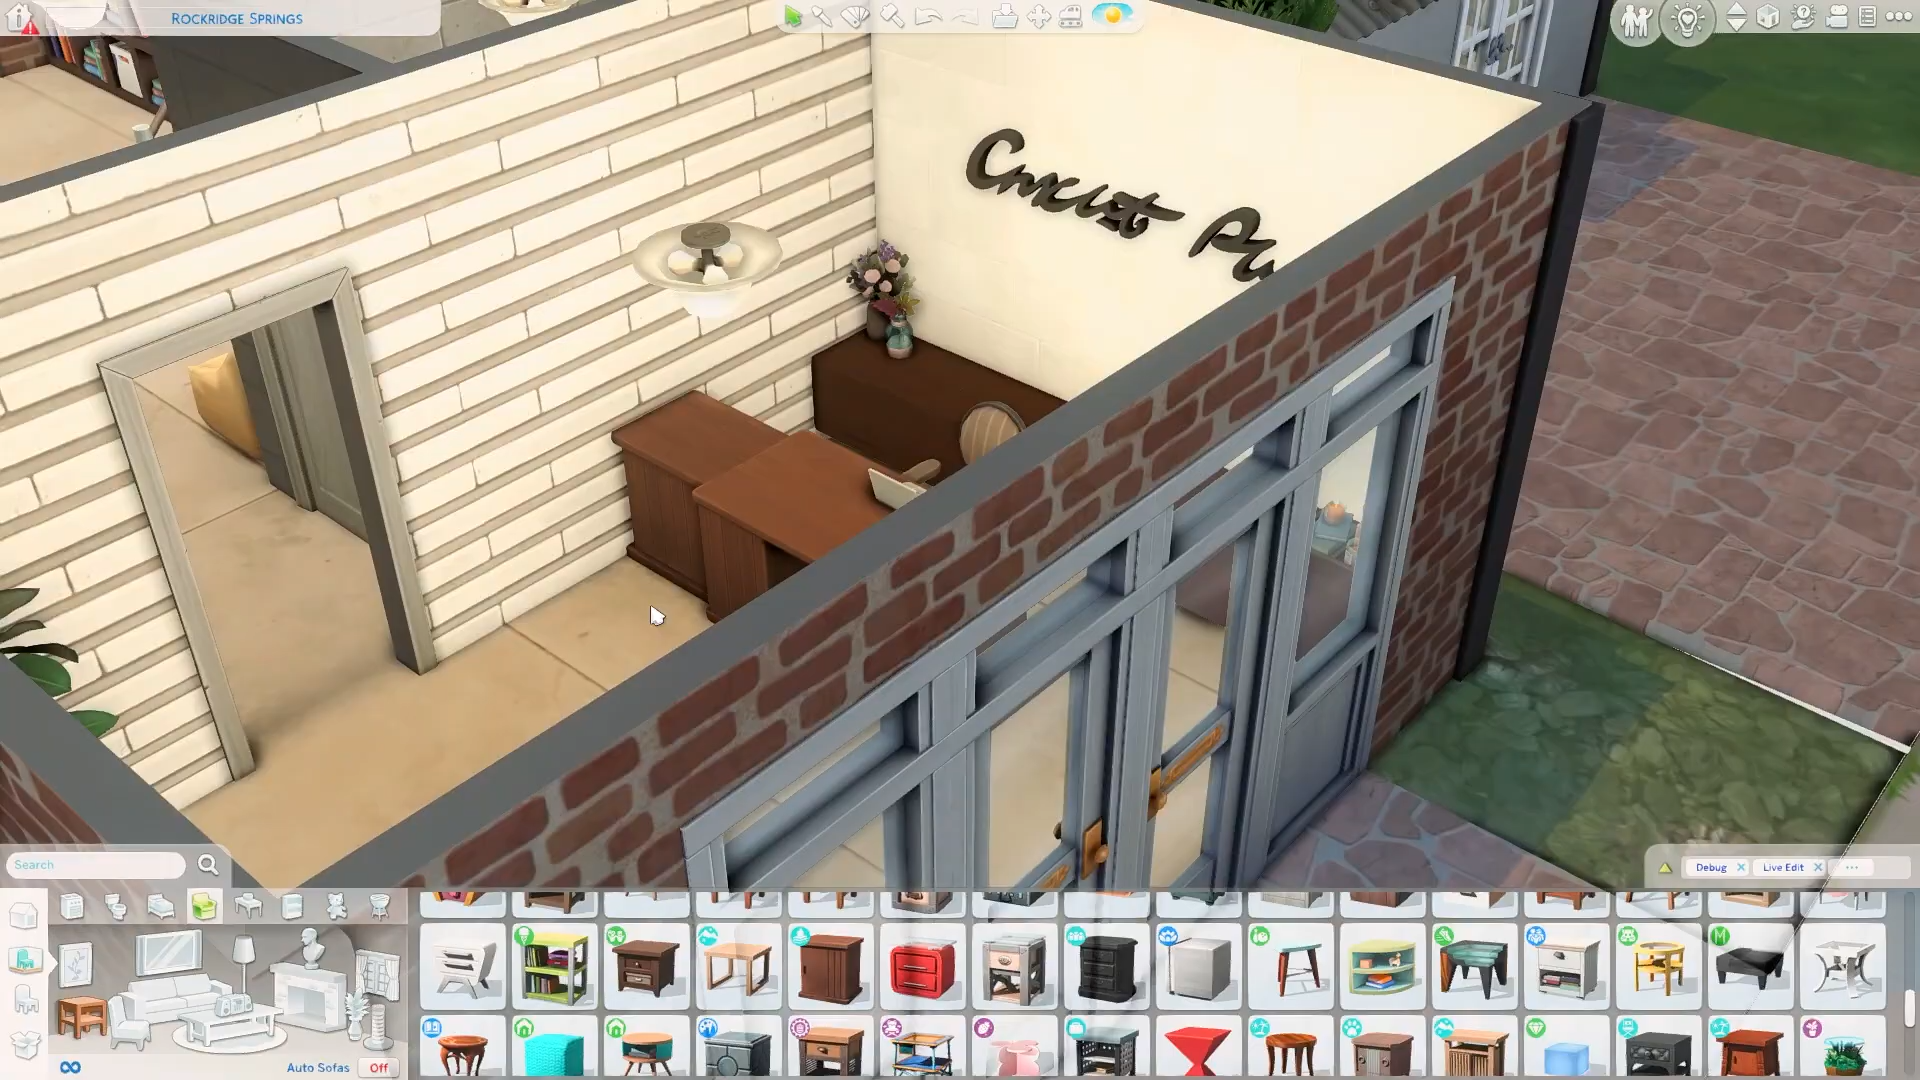 Rockridge Springs
Search
Debug
Live Edit
Auto Sofas
Off